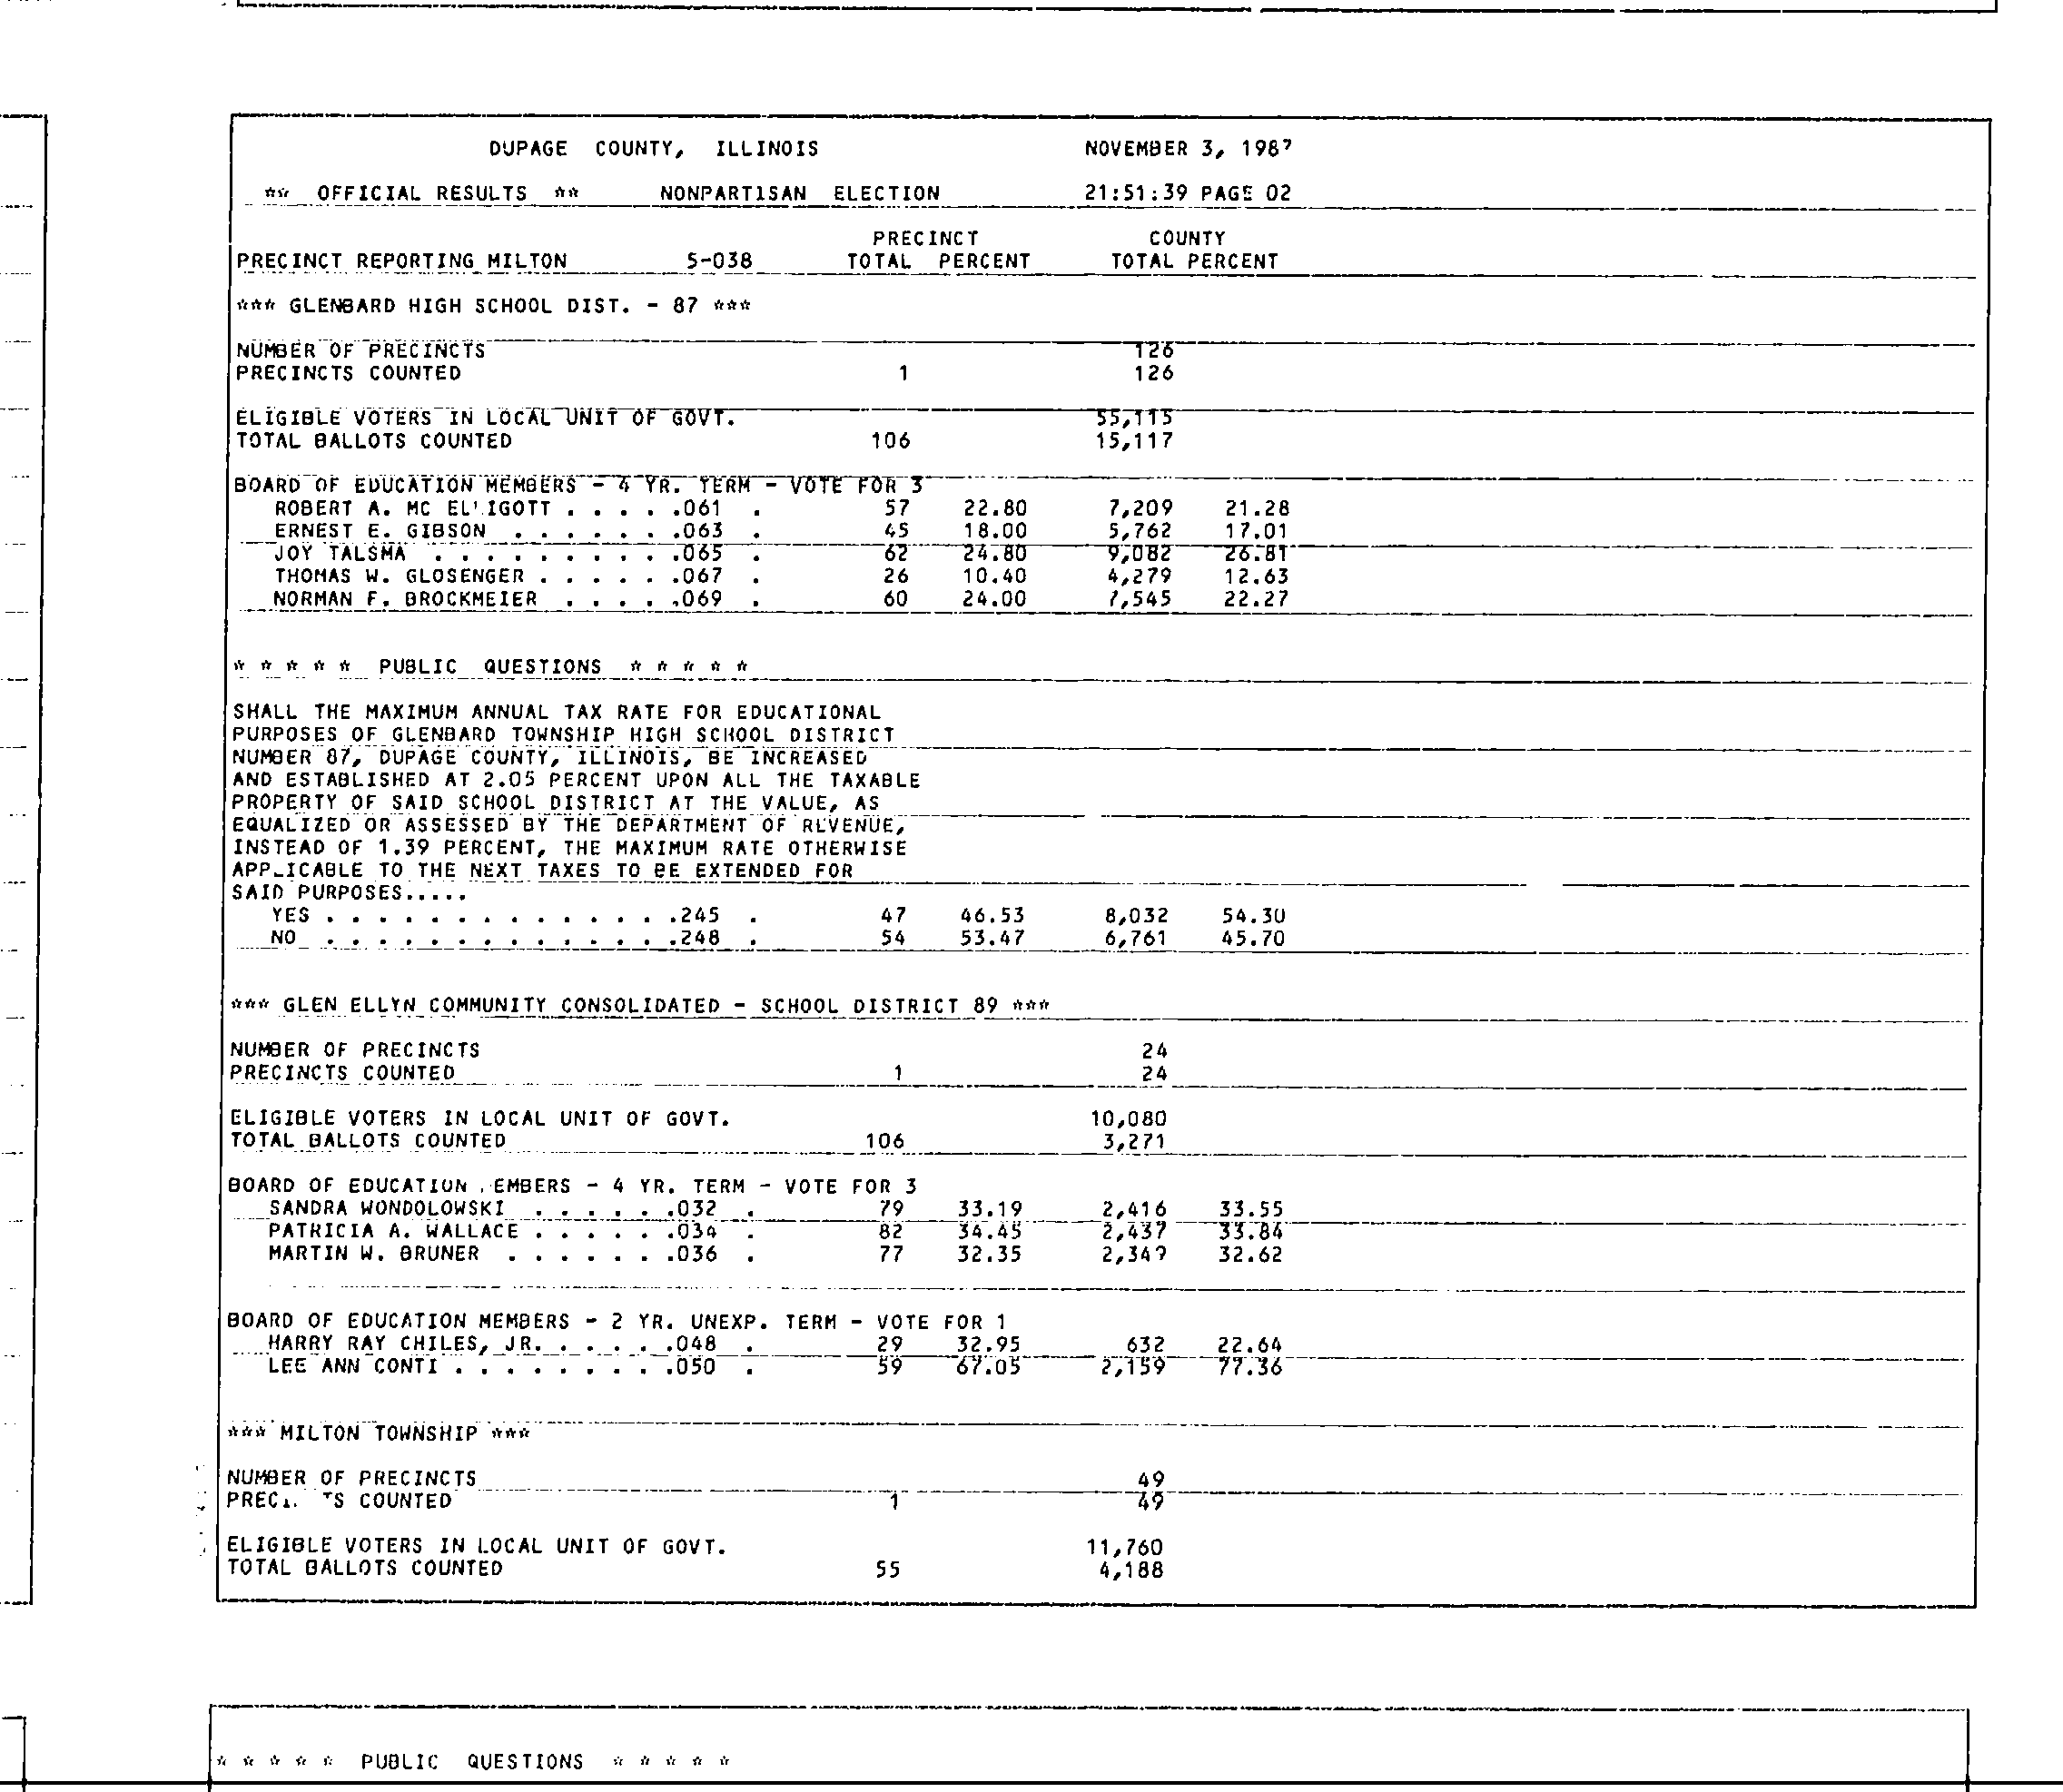 DUPAGE COUNTY, ILLINOIS NOVEMBER 3, 1987
** OFFICIAL RESULTS ** NONPARTISAN ELECTION 21:51:39 PAGE 02
PRECINCT COUNTY
PRECINCT REPORTING MILTON 5-038 TOTAL PERCENT TOTAL PERCENT
*** GLENBARD HIGH SCHOOL DIST. - 87 ***
NUMBER OF PRECINCTS 126
PRECINCTS COUNTED 1 126
ELIGIBLE VOTERS IN LOCAL UNIT OF GOVT. 55,115
TOTAL BALLOTS COUNTED 106 15,117
BOARD OF EDUCATION MEMBERS - 4 YR. TERM - VOTE FOR 3
ROBERT A. MC ELLIGOTT . . . . .061 . 57 22.80 7,209 21.28
ERNEST E. GIBSON . . . . . . .063 . 45 18.00 5,762 17.01
JOY TALSMA . . . . . . . . . .065 . 62 24.80 9,082 26.81
THOMAS W. GLOSENGER . . . . . .067 . 26 10.40 4,279 12.63
NORMAN F. BROCKMEIER . . . . .069 . 60 24.00 7,545 22.27
* * * * * PUBLIC QUESTIONS * * * * *
SHALL THE MAXIMUM ANNUAL TAX RATE FOR EDUCATIONAL
PURPOSES OF GLENBARD TOWNSHIP HIGH SCHOOL DISTRICT
NUMBER 87, DUPAGE COUNTY, ILLINOIS, BE INCREASED
AND ESTABLISHED AT 2.05 PERCENT UPON ALL THE TAXABLE
PROPERTY OF SAID SCHOOL DISTRICT AT THE VALUE, AS
EQUALIZED OR ASSESSED BY THE DEPARTMENT OF REVENUE,
INSTEAD OF 1.39 PERCENT, THE MAXIMUM RATE OTHERWISE
APPLICABLE TO THE NEXT TAXES TO BE EXTENDED FOR
SAID PURPOSES.....
YES . . . . . . . . . . . . . .245 . 47 46.53 8,032 54.30
NO . . . . . . . . . . . . . .248 . 54 53.47 6,761 45.70
*** GLEN ELLYN COMMUNITY CONSOLIDATED - SCHOOL DISTRICT 89 ***
NUMBER OF PRECINCTS 24
PRECINCTS COUNTED 1 24
ELIGIBLE VOTERS IN LOCAL UNIT OF GOVT. 10,080
TOTAL BALLOTS COUNTED 106 3,271
BOARD OF EDUCATION MEMBERS - 4 YR. TERM - VOTE FOR 3
SANDRA WONDOLOWSKI . . . . . .032 . 79 33.19 2,416 33.55
PATRICIA A. WALLACE . . . . . .034 . 82 34.45 2,437 33.84
MARTIN W. BRUNER . . . . . . .036 . 77 32.35 2,349 32.62
BOARD OF EDUCATION MEMBERS - 2 YR. UNEXP. TERM - VOTE FOR 1
HARRY RAY CHILES, JR. . . . . .048 . 29 32.95 632 22.64
LEE ANN CONTI . . . . . . . . .050 . 59 67.05 2,159 77.36
*** MILTON TOWNSHIP ***
NUMBER OF PRECINCTS 49
PRECINCTS COUNTED 1 49
ELIGIBLE VOTERS IN LOCAL UNIT OF GOVT. 11,760
TOTAL BALLOTS COUNTED 55 4,188
* * * * * PUBLIC QUESTIONS * * * * *